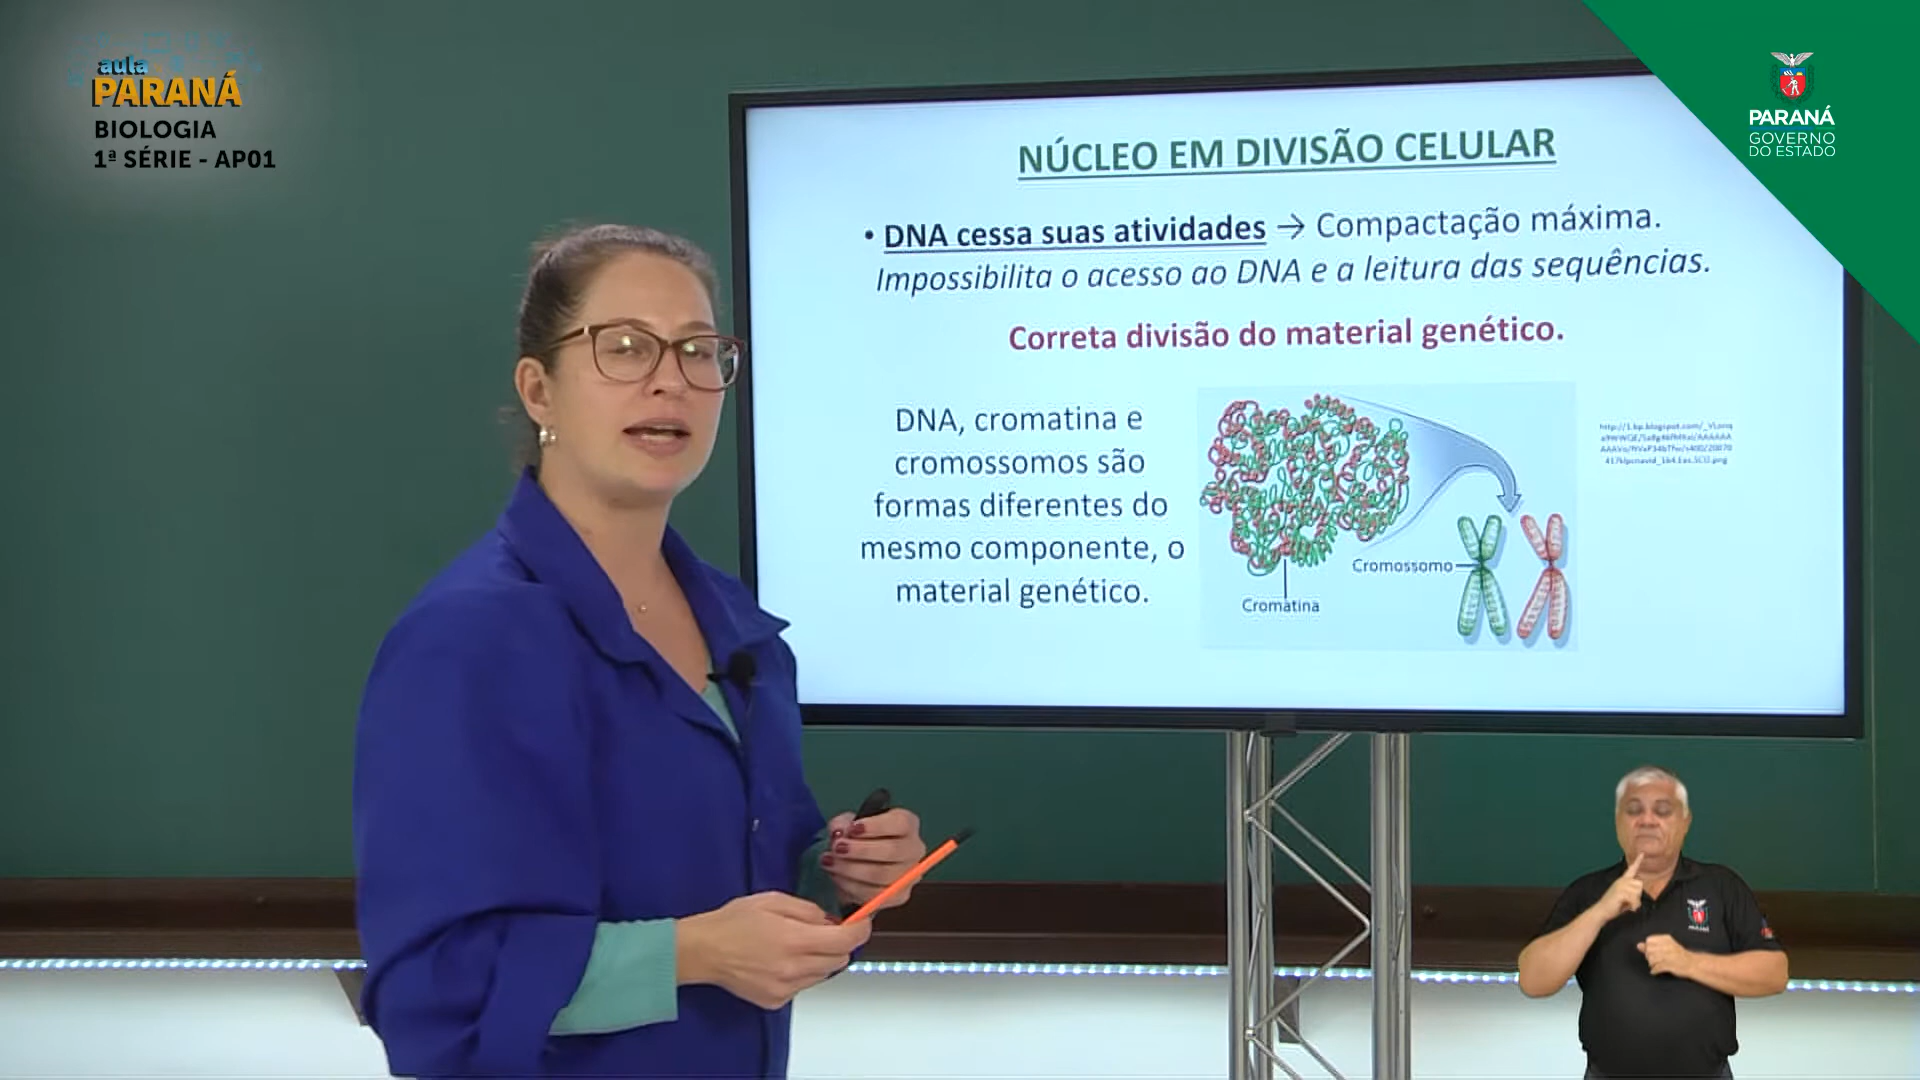 aula
PARANÁ
BIOLOGIA
1ª SÉRIE - AP01
PARANÁ
GOVERNO
DO ESTADO
NÚCLEO EM DIVISÃO CELULAR
• DNA cessa suas atividades → Compactação máxima.
Impossibilita o acesso ao DNA e a leitura das sequências.
Correta divisão do material genético.
DNA, cromatina e
cromossomos são
formas diferentes do
mesmo componente, o
material genético.
Cromossomo
Cromatina